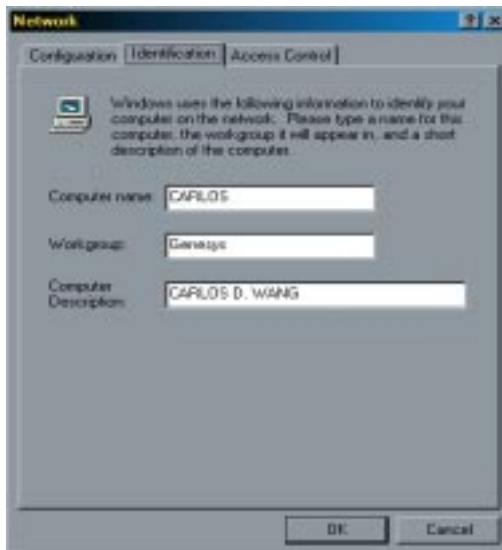 Network
Configuration Identification Access Control
Windows uses the following information to identify your
computer on the network. Please type a name for this
computer, the workgroup it will appear in, and a short
description of the computer.
Computer name: CARLOS
Workgroup: Genesys
Computer
Description: CARLOS D. WANG
OK Cancel